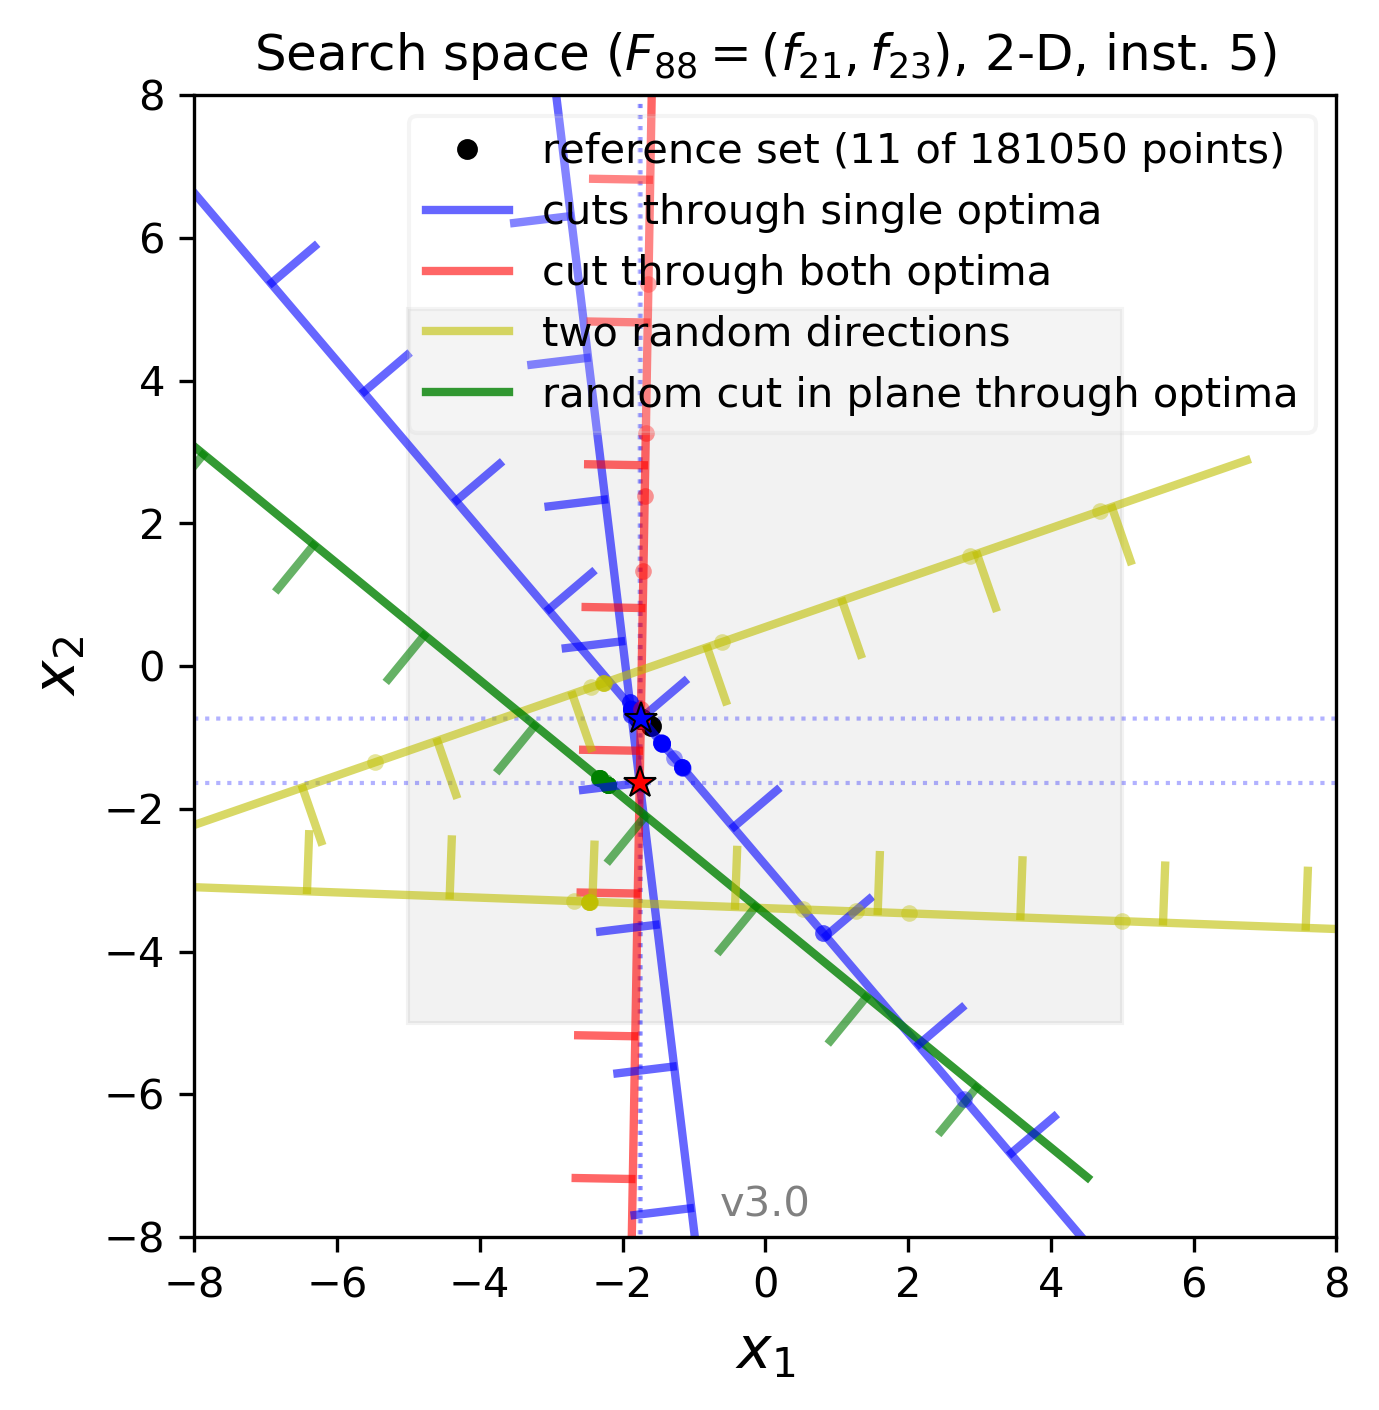 Search space (F88 = (f21, f23), 2-D, inst. 5)
8
6
4
2
0
−2
−4
−6
−8
x2
reference set (11 of 181050 points)
cuts through single optima
cut through both optima
two random directions
random cut in plane through optima
v3.0
−8 −6 −4 −2 0 2 4 6 8
x1